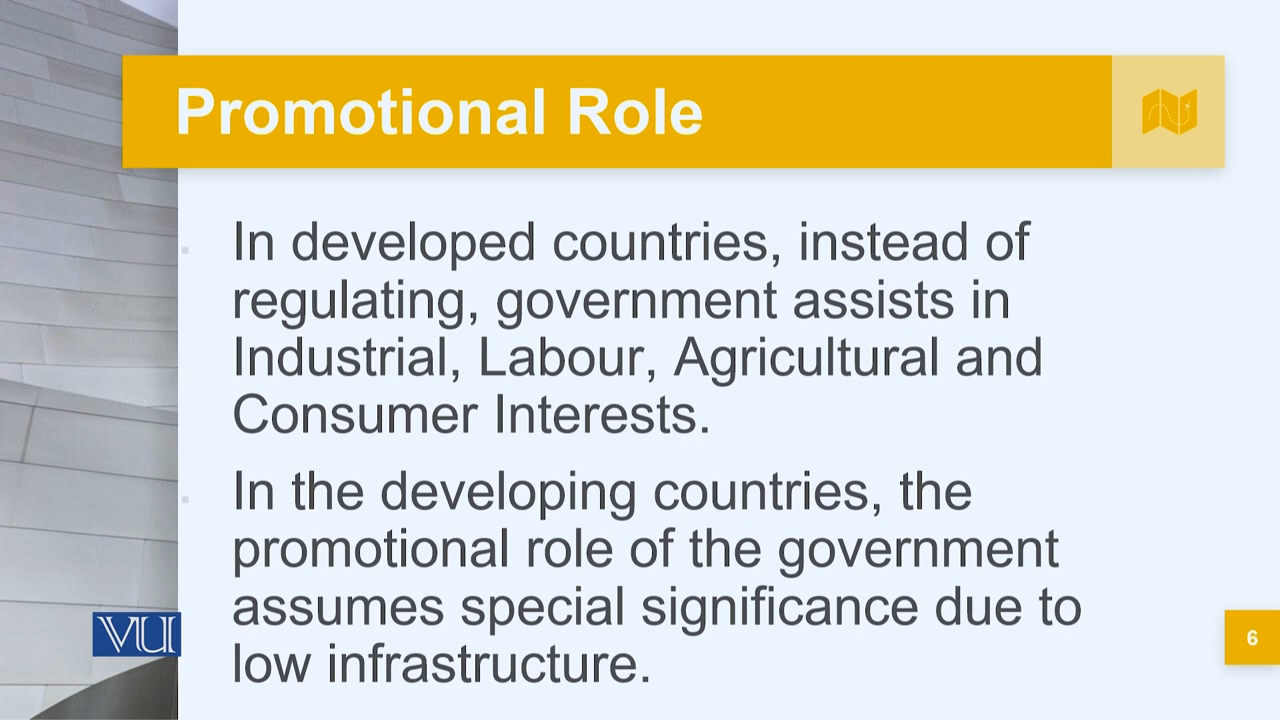 Promotional Role
In developed countries, instead of
regulating, government assists in
Industrial, Labour, Agricultural and
Consumer Interests.
In the developing countries, the
promotional role of the government
assumes special significance due to
low infrastructure.
VU
6